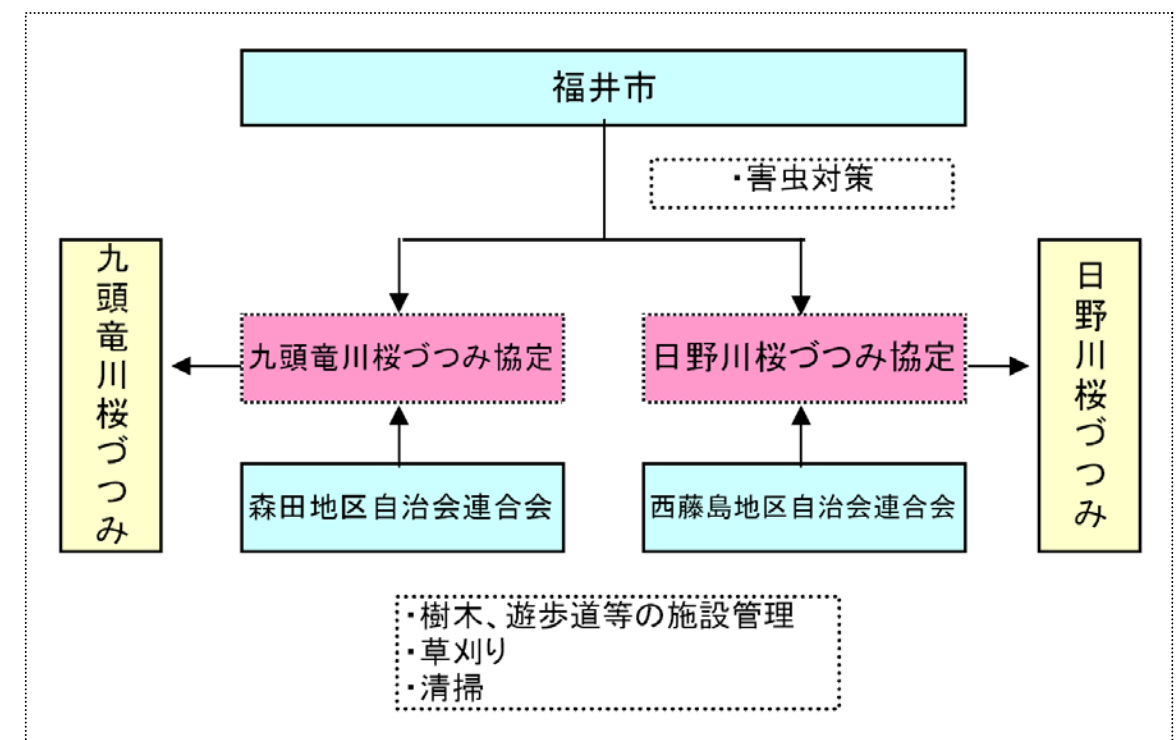 福井市
・害虫対策
九頭竜川桜づつみ
九頭竜川桜づつみ協定
日野川桜づつみ協定
日野川桜づつみ
森田地区自治会連合会
西藤島地区自治会連合会
・樹木、遊歩道等の施設管理
・草刈り
・清掃